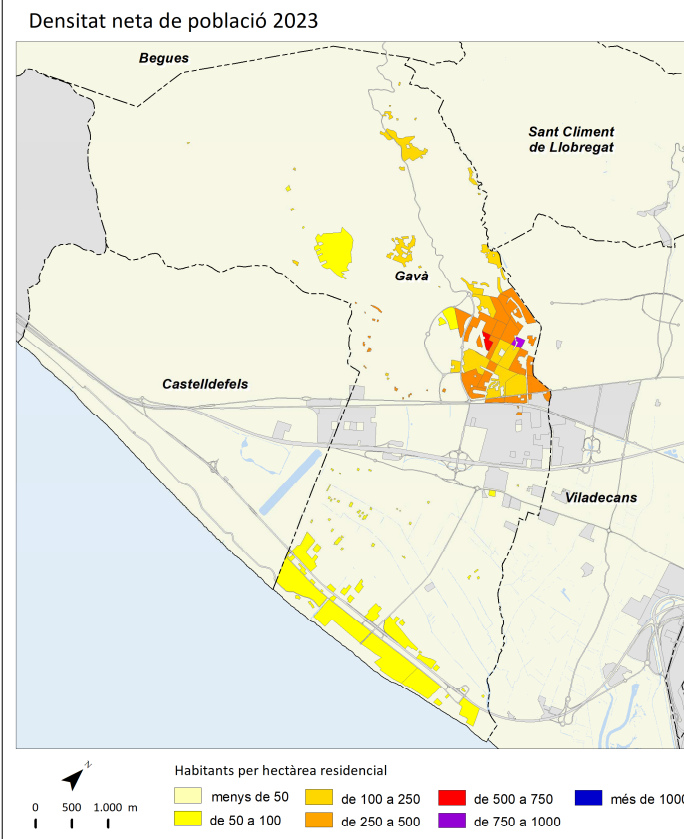 Densitat neta de població 2023
Begues
Sant Climent
de Llobregat
Gavà
Castelldefels
Viladecans
N
Habitants per hectàrea residencial
0 500 1.000 m
menys de 50
de 50 a 100
de 100 a 250
de 250 a 500
de 500 a 750
de 750 a 1000
més de 1000